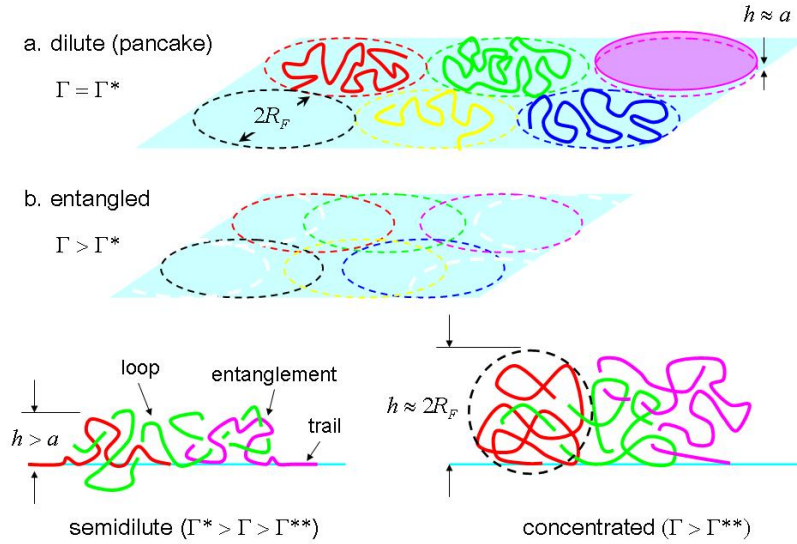 a. dilute (pancake)
h ≈ a
Γ = Γ*
2R_F
b. entangled
Γ > Γ*
loop
entanglement
trail
h > a
h ≈ 2R_F
semidilute (Γ* > Γ > Γ**)
concentrated (Γ > Γ**)